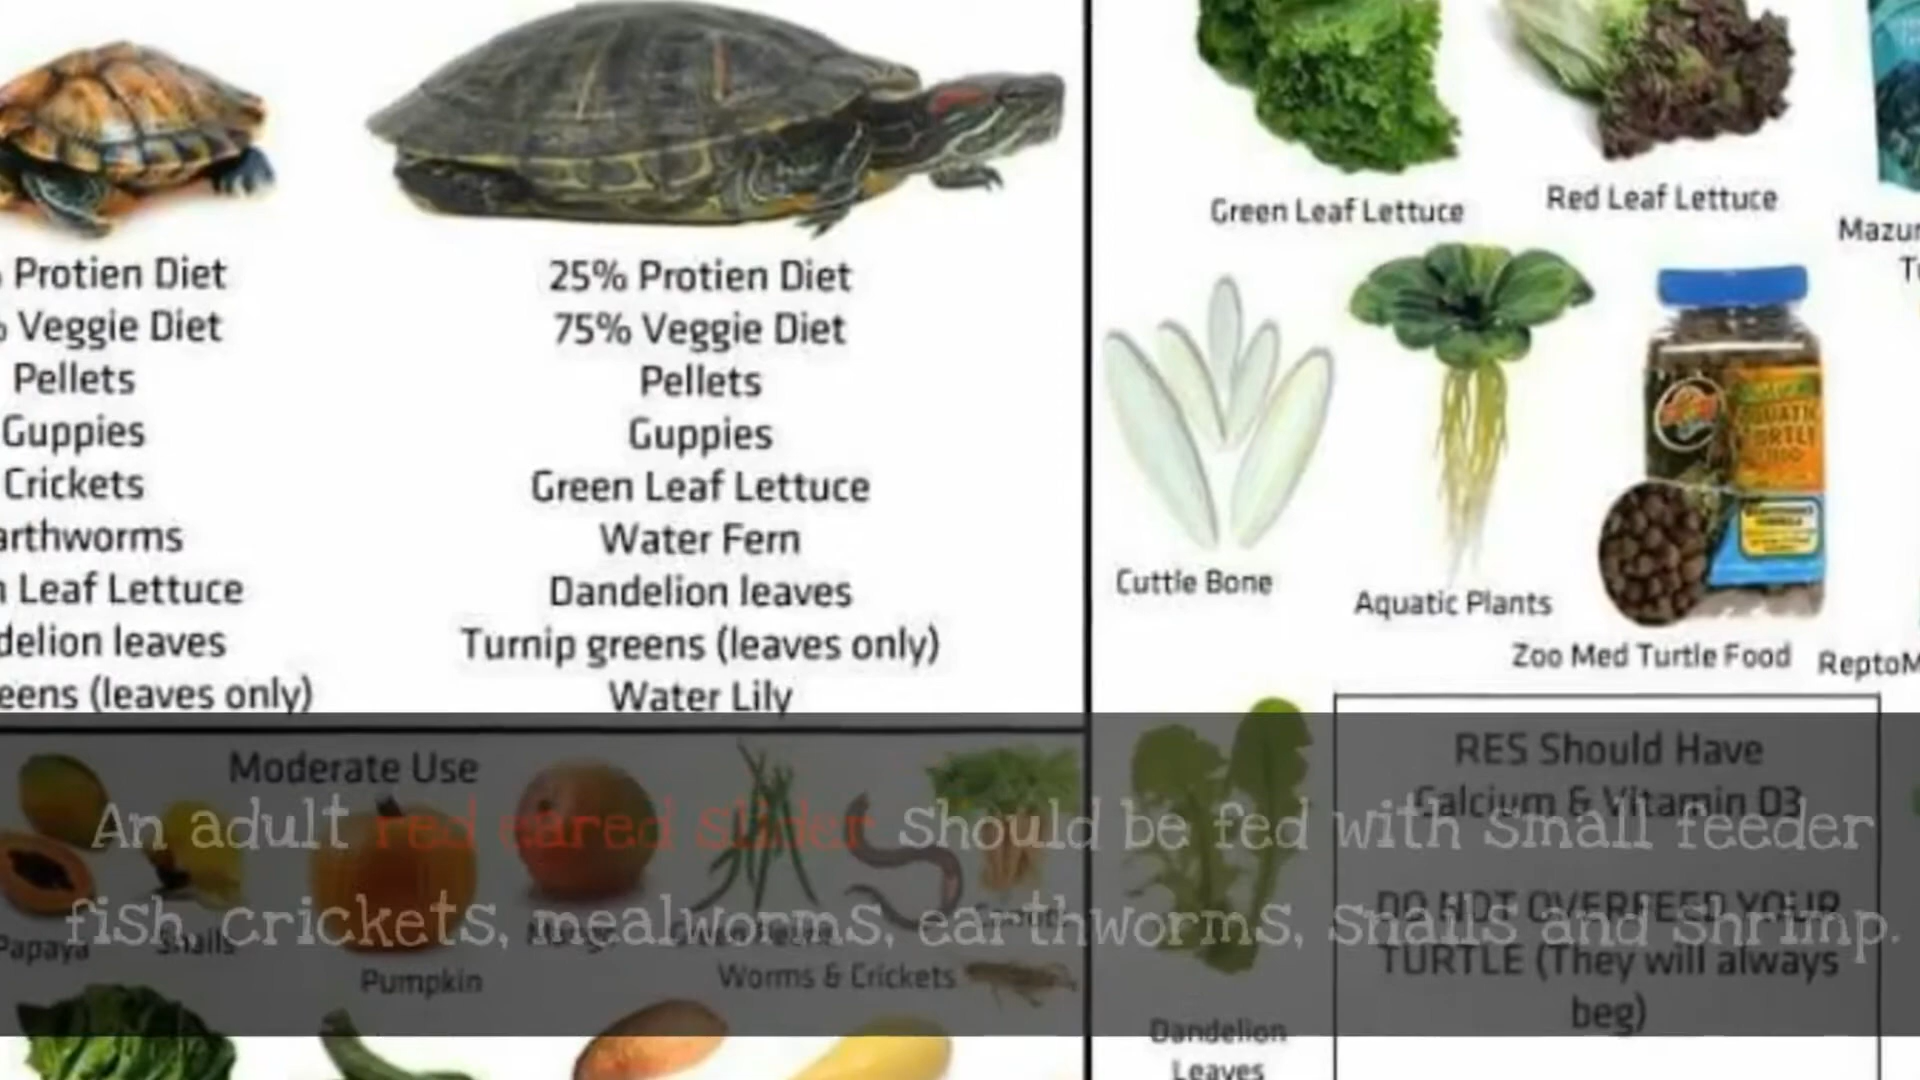 Protien Diet
Veggie Diet
Pellets
Guppies
Crickets
arthworms
Leaf Lettuce
delion leaves
eens (leaves only)
25% Protien Diet
75% Veggie Diet
Pellets
Guppies
Green Leaf Lettuce
Water Fern
Dandelion leaves
Turnip greens (leaves only)
Water Lily
Green Leaf Lettuce
Red Leaf Lettuce
Mazur
Cuttle Bone
Aquatic Plants
Zoo Med Turtle Food
ReptoM
Moderate Use
Papaya
Snails
Pumpkin
Mango
Worms & Crickets
Dandelion
Leaves
RES Should Have
Calcium & Vitamin D3
DO NOT OVERFEED YOUR
TURTLE (They will always
beg)
An adult red eared slider should be fed with small feeder
fish, crickets, mealworms, earthworms, snails and shrimp.